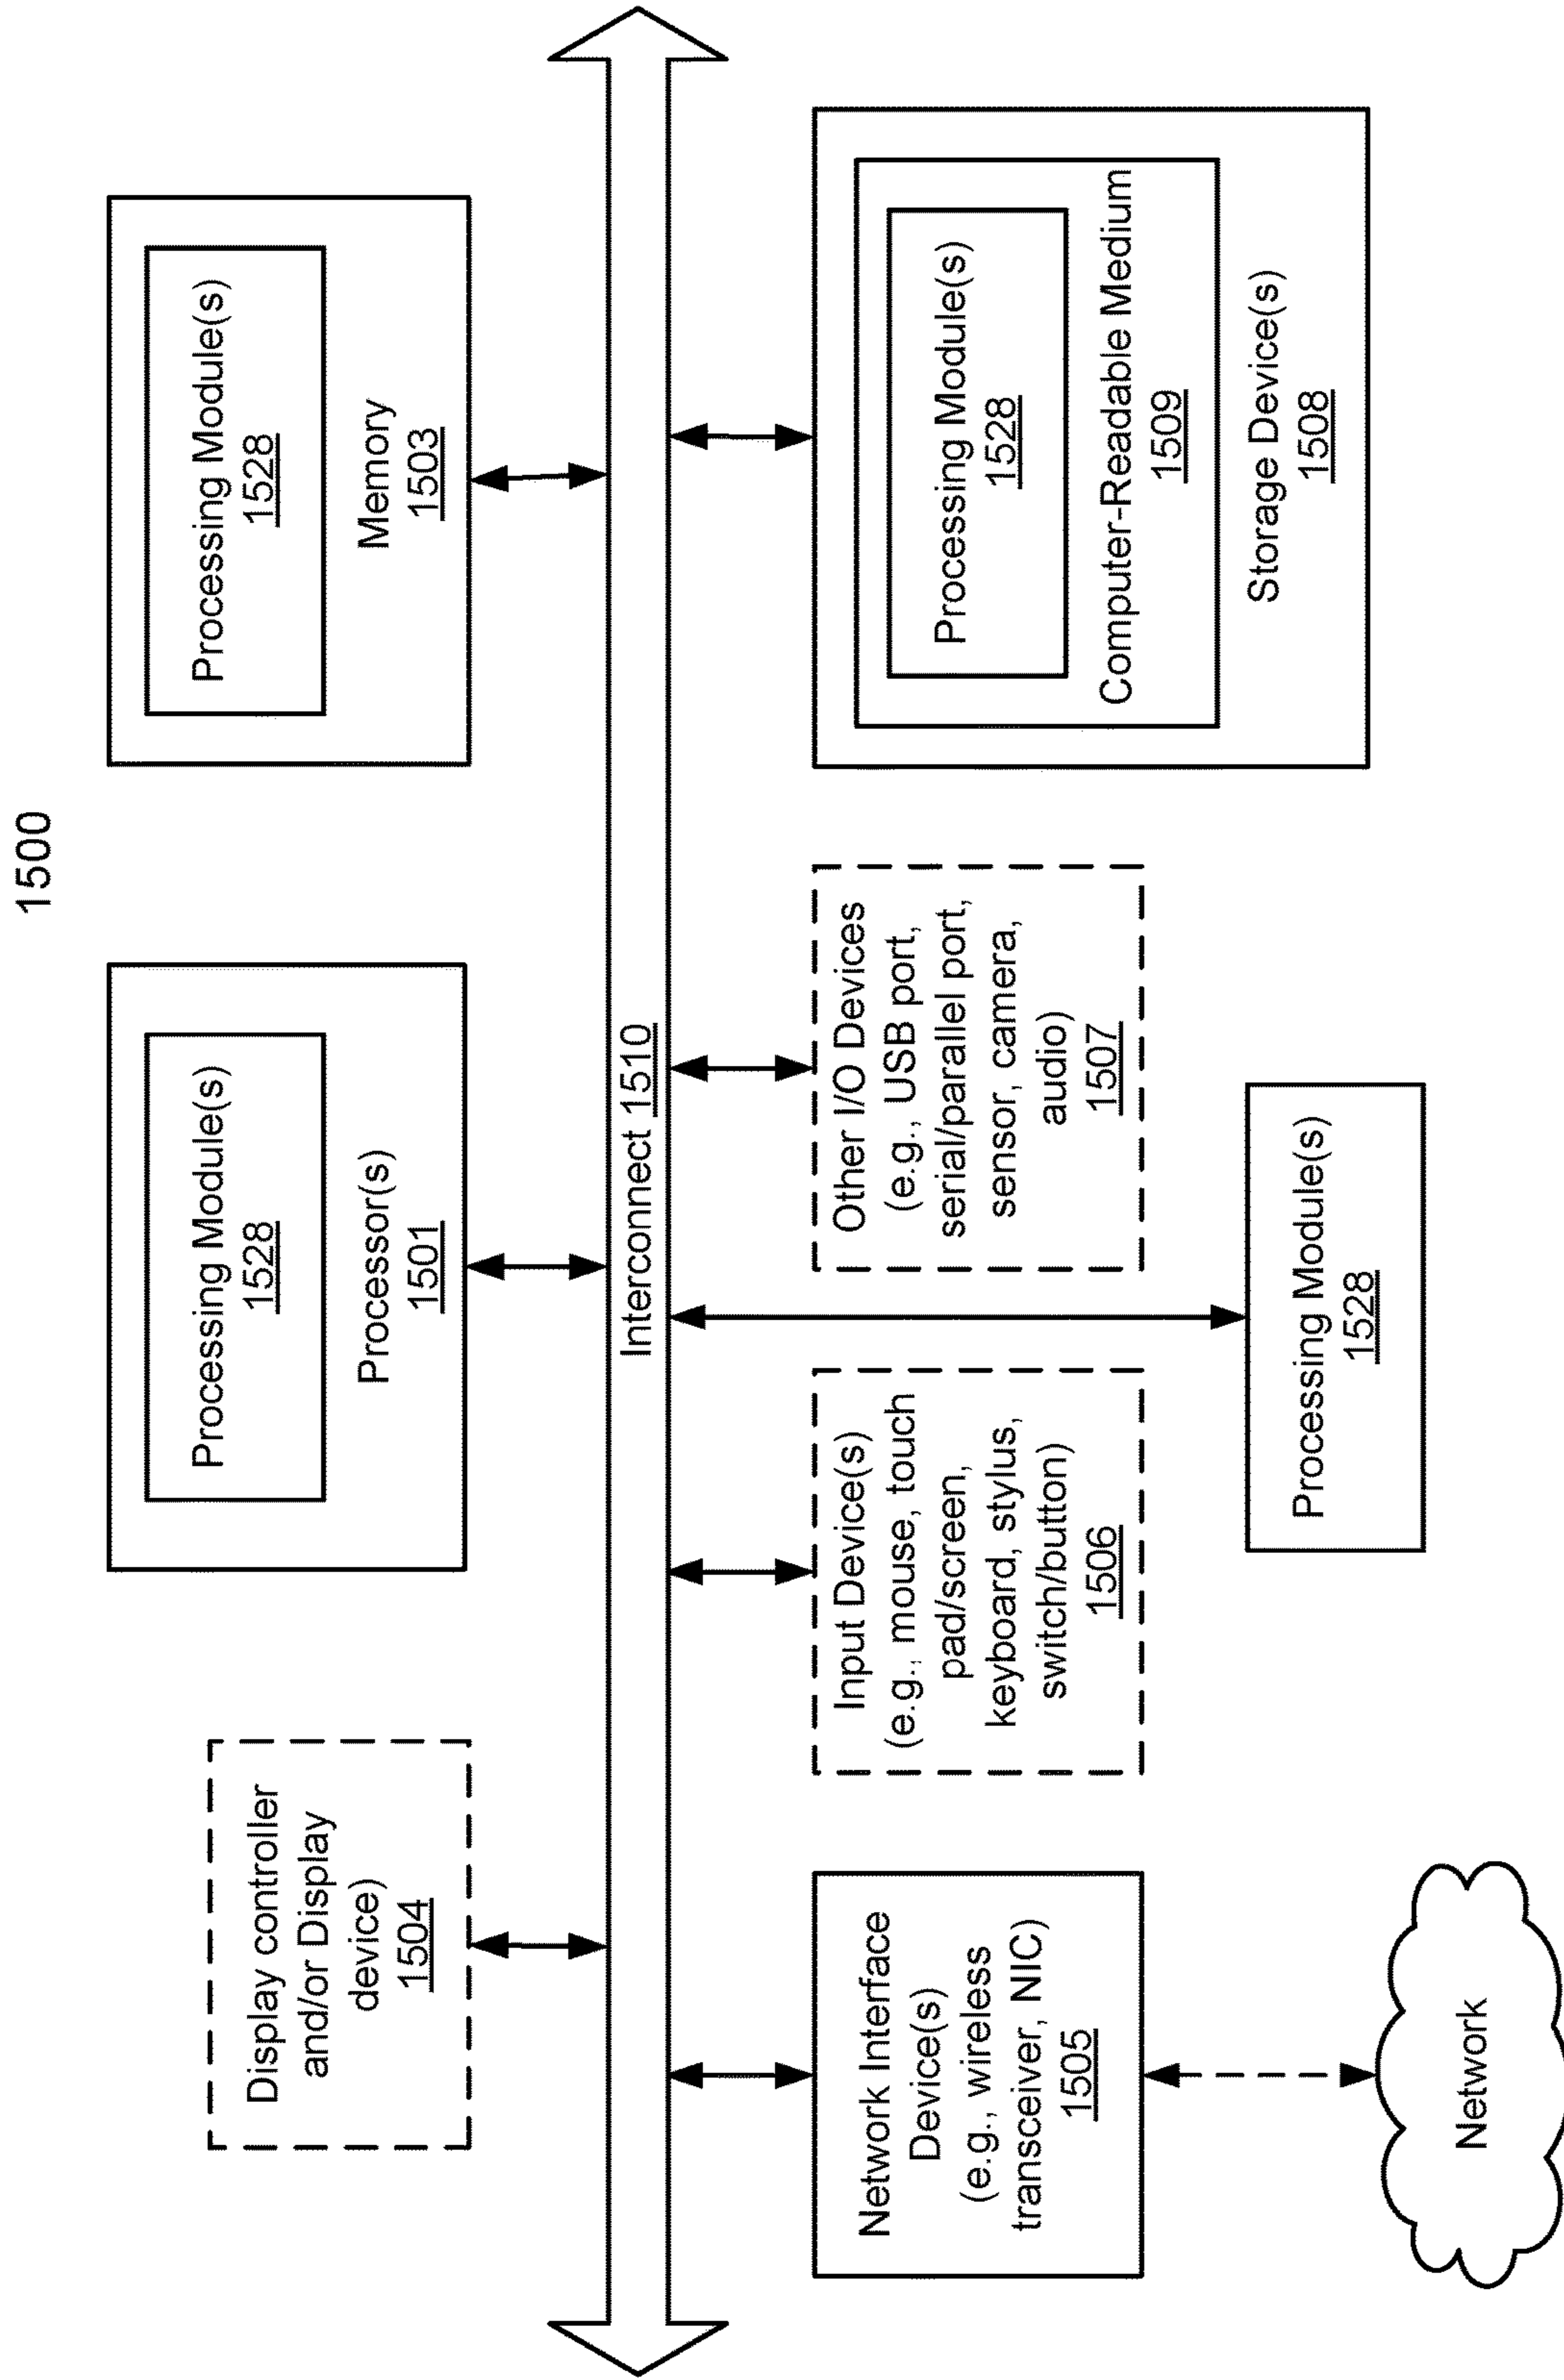 1500
Processing Module(s)
1528
Processor(s)
1501
Processing Module(s)
1528
Memory
1503
Display controller
and/or Display
device)
1504
Interconnect 1510
Network Interface
Device(s)
(e.g., wireless
transceiver, NIC)
1505
Input Device(s)
(e.g., mouse, touch
pad/screen,
keyboard, stylus,
switch/button)
1506
Other I/O Devices
(e.g., USB port,
serial/parallel port,
sensor, camera,
audio)
1507
Processing Module(s)
1528
Computer-Readable Medium
1509
Storage Device(s)
1508
Processing Module(s)
1528
Network